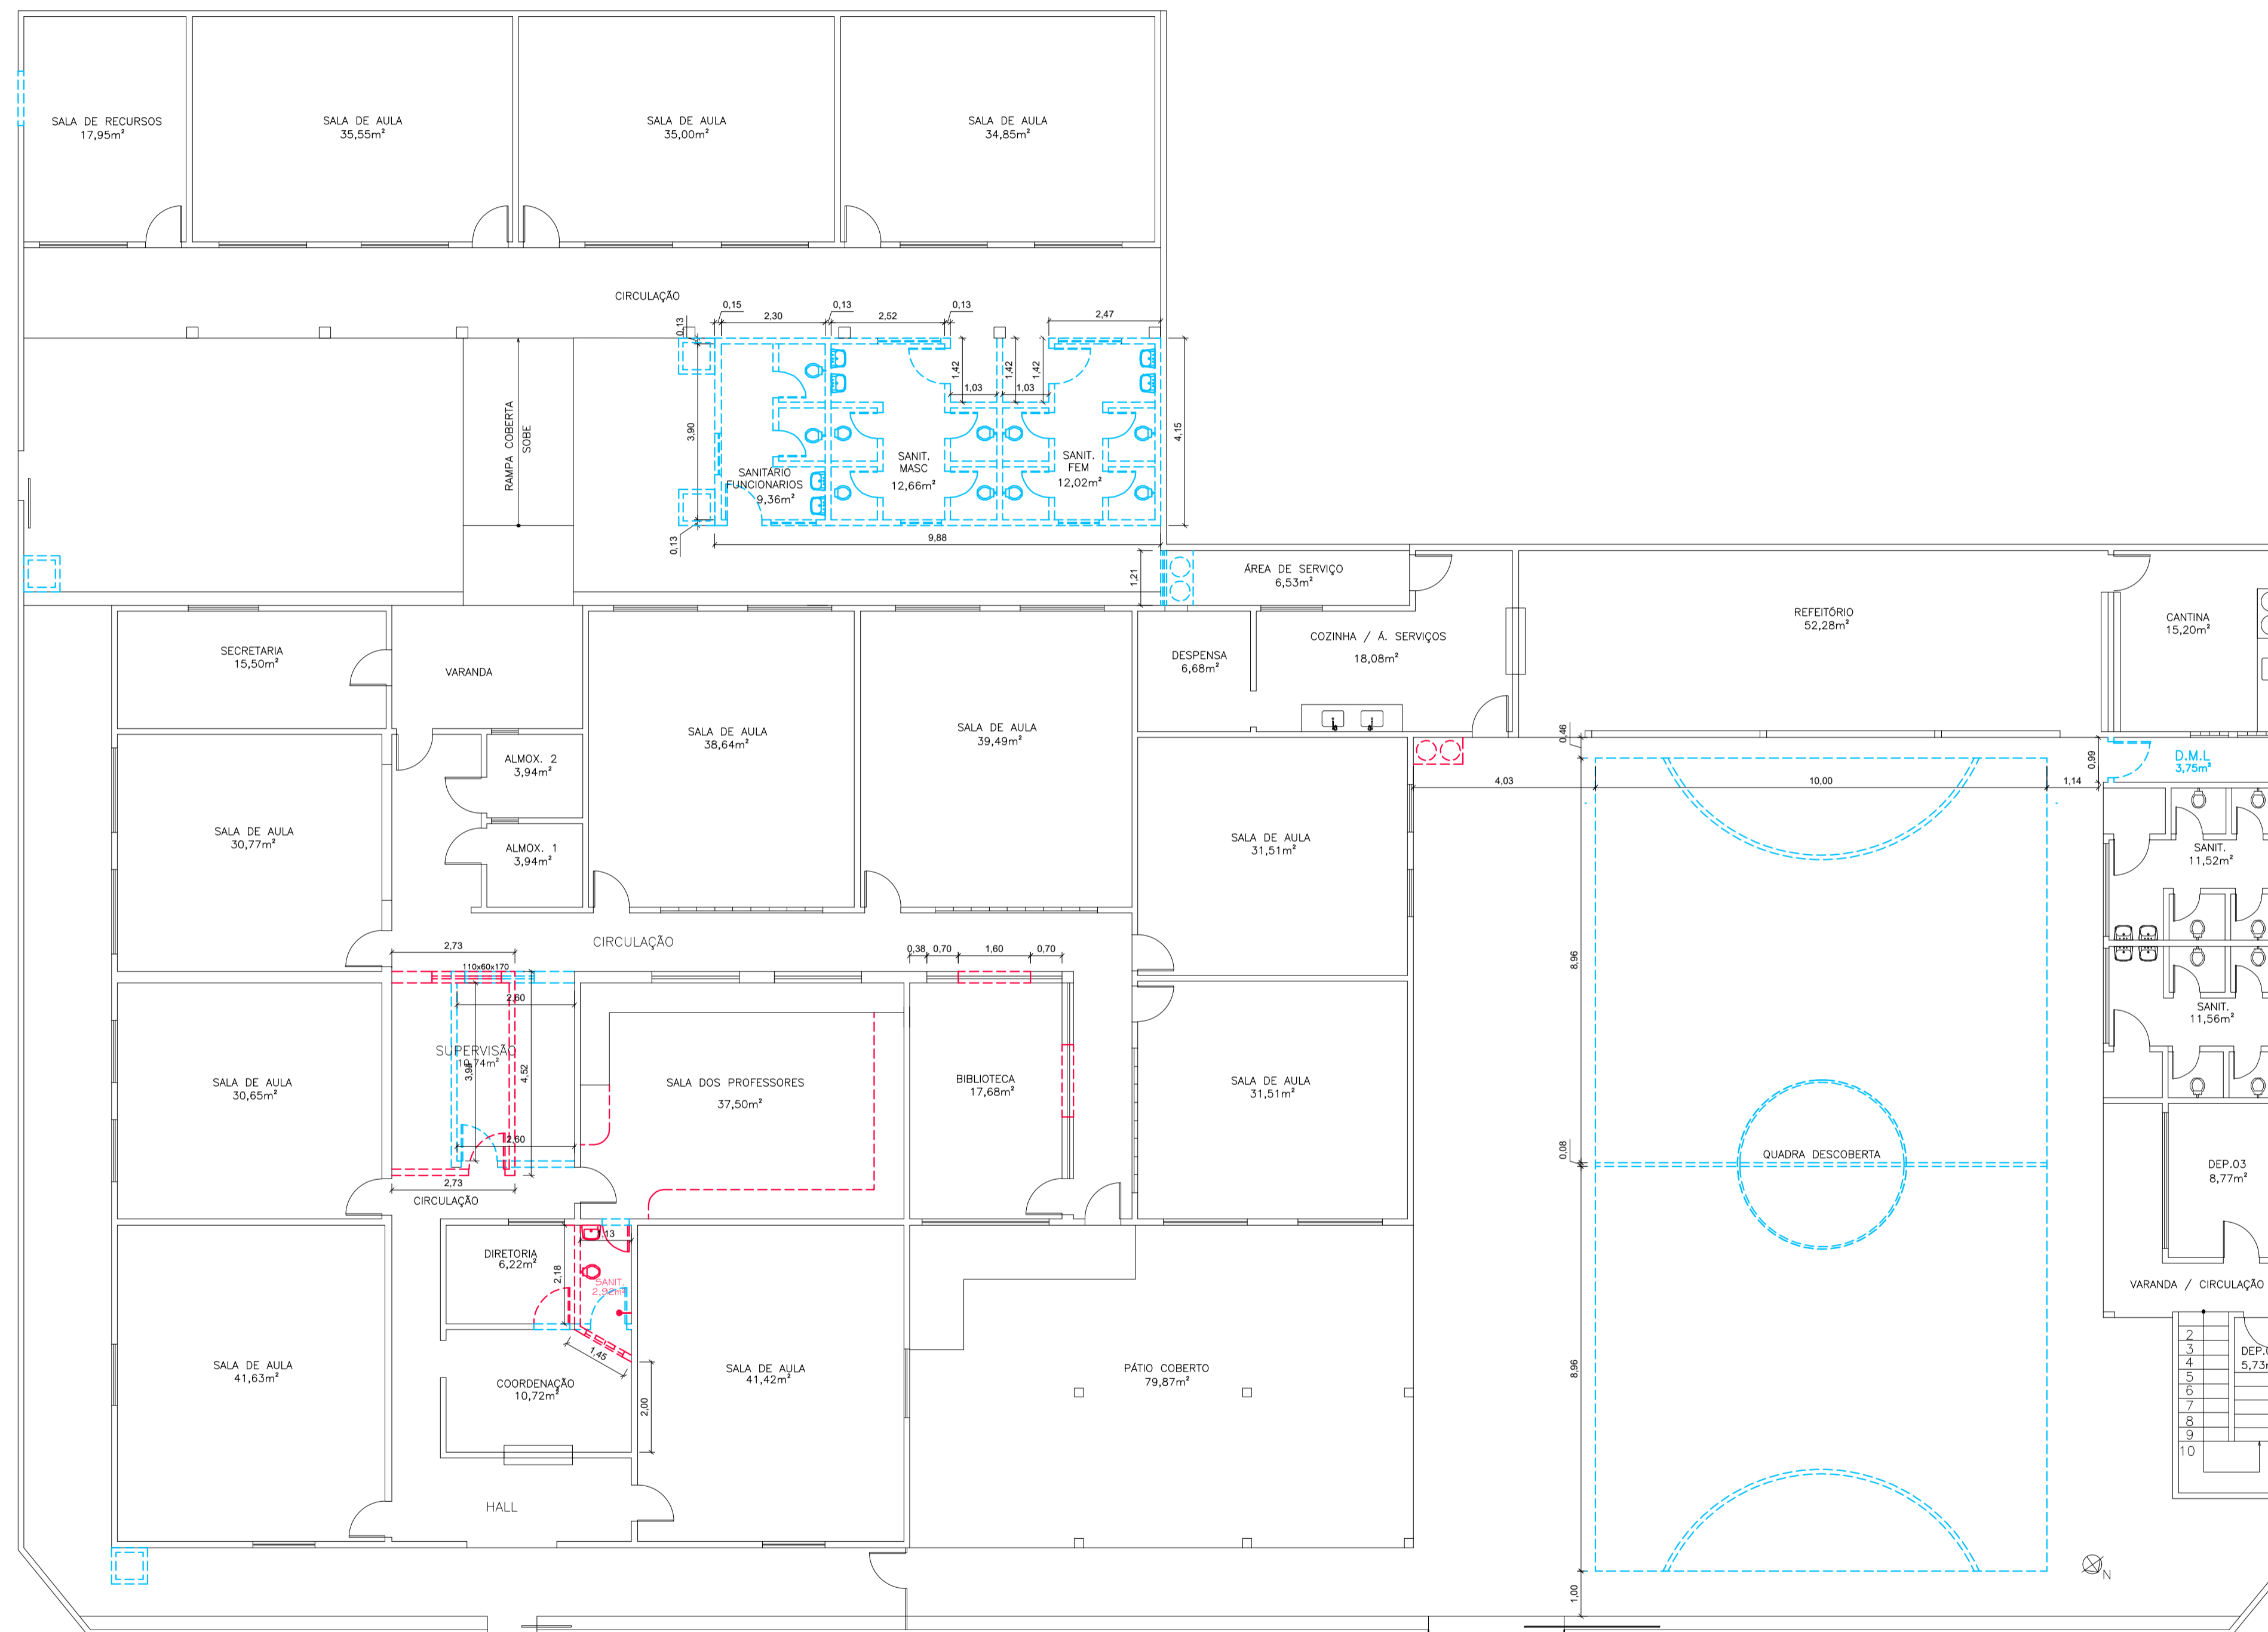 SALA DE RECURSOS
17,95m²
SALA DE AULA
35,55m²
SALA DE AULA
35,00m²
SALA DE AULA
34,85m²
CIRCULAÇÃO
0,15
2,30
0,13
2,52
0,13
2,47
0,13
1,42
1,42
1,42
1,03
1,03
3,90
4,15
RAMPA COBERTA
SOBE
SANITÁRIO
FUNCIONARIOS
9,36m²
SANIT.
MASC
12,66m²
SANIT.
FEM
12,02m²
0,13
9,88
1,21
ÁREA DE SERVIÇO
6,53m²
SECRETARIA
15,50m²
VARANDA
DESPENSA
6,68m²
COZINHA / Á. SERVIÇOS
18,08m²
REFEITÓRIO
52,28m²
CANTINA
15,20m²
SALA DE AULA
38,64m²
SALA DE AULA
39,49m²
ALMOX. 2
3,94m²
ALMOX. 1
3,94m²
SALA DE AULA
30,77m²
SALA DE AULA
31,51m²
0,46
4,03
10,00
1,14
0,99
D.M.L
3,75m²
SANIT.
11,52m²
CIRCULAÇÃO
2,73
110x60x170
2,60
0,38
0,70
1,60
0,70
8,96
SANIT.
11,56m²
SUPERVISÃO
10,74m²
3,95
4,52
2,60
2,73
SALA DE AULA
30,65m²
SALA DOS PROFESSORES
37,50m²
BIBLIOTECA
17,68m²
SALA DE AULA
31,51m²
0,08
QUADRA DESCOBERTA
DEP.03
8,77m²
CIRCULAÇÃO
DIRETORIA
6,22m²
2,18
SANIT.
2,92m²
1,45
2,00
COORDENAÇÃO
10,72m²
SALA DE AULA
41,63m²
SALA DE AULA
41,42m²
PÁTIO COBERTO
79,87m²
8,96
VARANDA / CIRCULAÇÃO
2
3
4
5
6
7
8
9
10
HALL
1,00
N